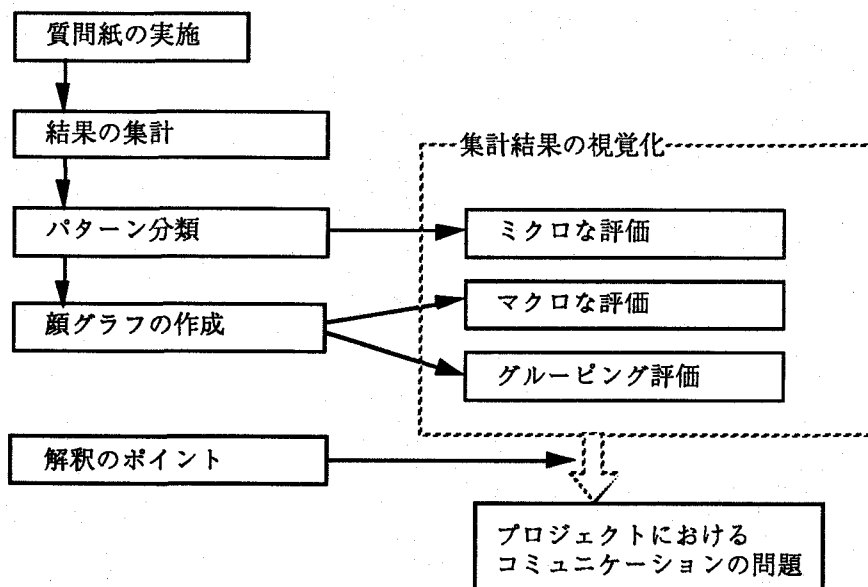 質問紙の実施
結果の集計
集計結果の視覚化
パターン分類
ミクロな評価
マクロな評価
顔グラフの作成
グルーピング評価
解釈のポイント
プロジェクトにおける
コミュニケーションの問題